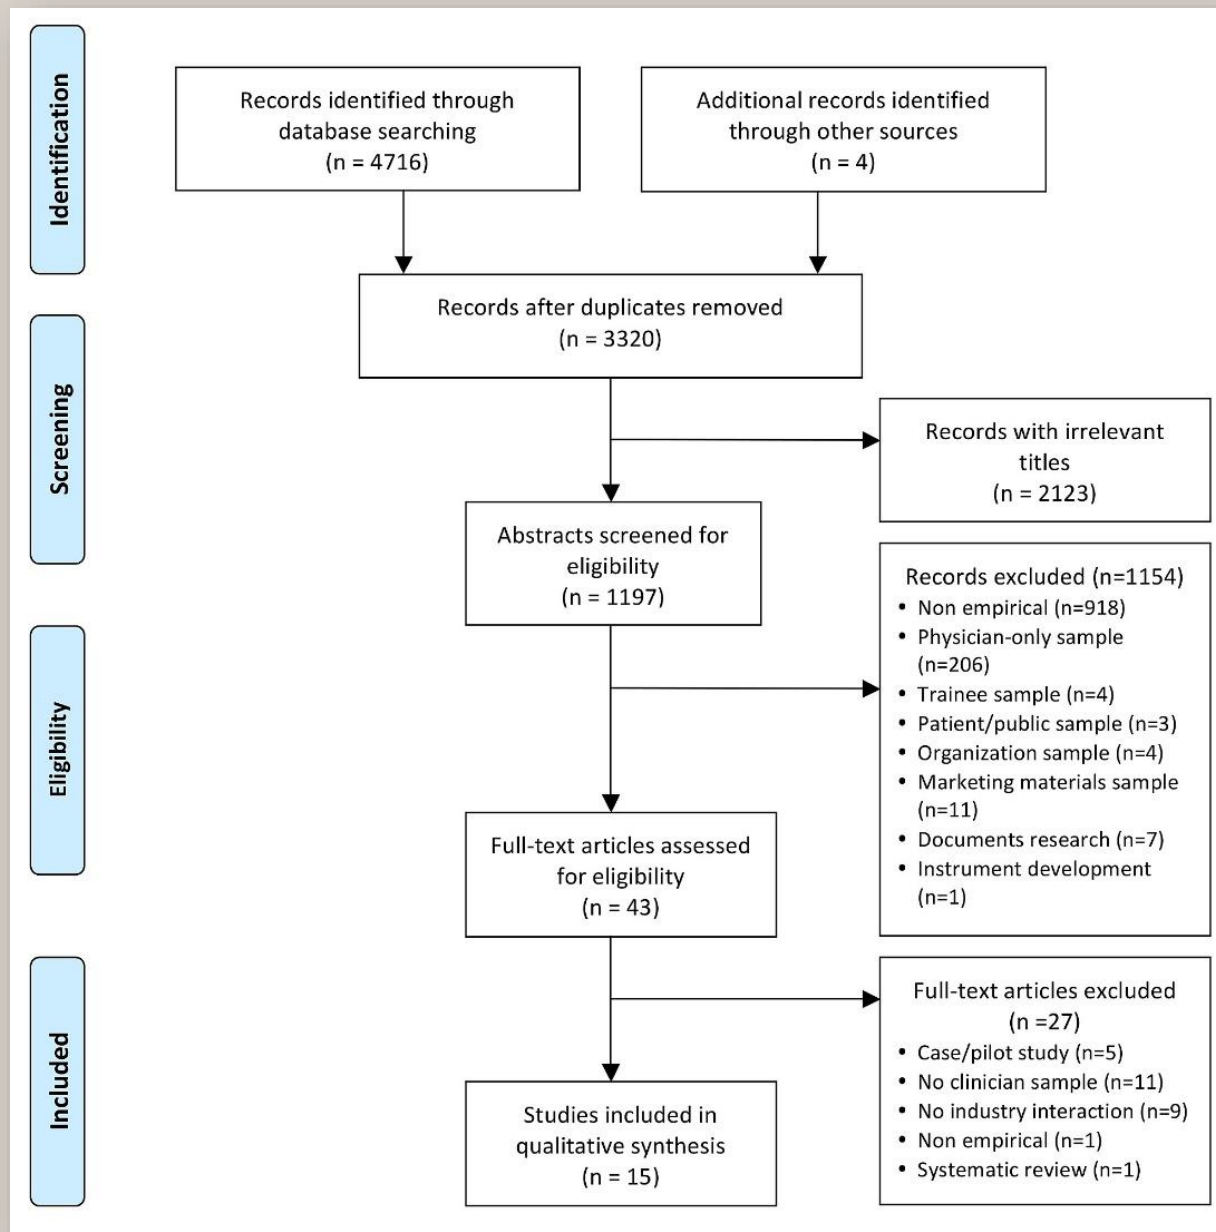 Identification
Records identified through
database searching
(n = 4716)
Additional records identified
through other sources
(n = 4)
Records after duplicates removed
(n = 3320)
Screening
Records with irrelevant
titles
(n = 2123)
Abstracts screened for
eligibility
(n = 1197)
Records excluded (n=1154)
• Non empirical (n=918)
• Physician-only sample
(n=206)
• Trainee sample (n=4)
• Patient/public sample (n=3)
• Organization sample (n=4)
• Marketing materials sample
(n=11)
• Documents research (n=7)
• Instrument development
(n=1)
Eligibility
Full-text articles assessed
for eligibility
(n = 43)
Full-text articles excluded
(n =27)
• Case/pilot study (n=5)
• No clinician sample (n=11)
• No industry interaction (n=9)
• Non empirical (n=1)
• Systematic review (n=1)
Included
Studies included in
qualitative synthesis
(n = 15)